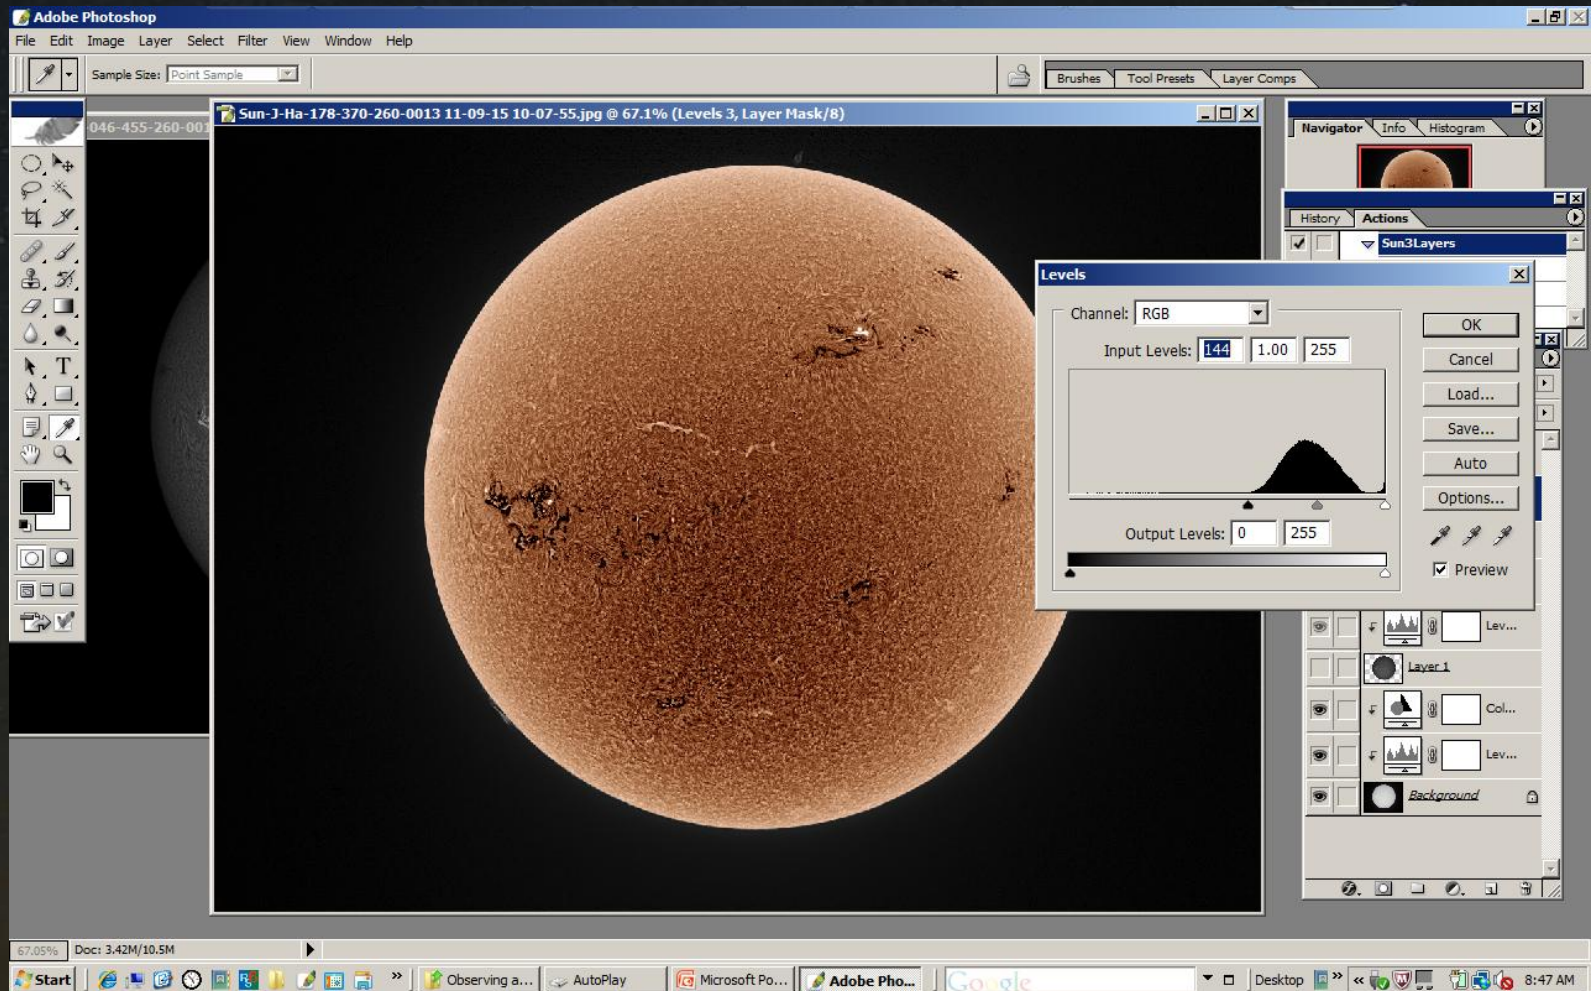 Adobe Photoshop
File Edit Image Layer Select Filter View Window Help
Sample Size: Point Sample
Brushes Tool Presets Layer Comps
-046-455-260-001
Sun-J-Ha-178-370-260-0013 11-09-15 10-07-55.jpg @ 67.1% (Levels 3, Layer Mask/8)
Navigator Info Histogram
History Actions
Sun3Layers
Levels
Channel: RGB
Input Levels: 144 1.00 255
Output Levels: 0 255
OK
Cancel
Load...
Save...
Auto
Options...
Preview
T
Lev...
Layer 1
Col...
Lev...
Background
67.05% Doc: 3.42M/10.5M
Start Observing a... AutoPlay Microsoft Po... Adobe Pho... Google Desktop 8:47 AM